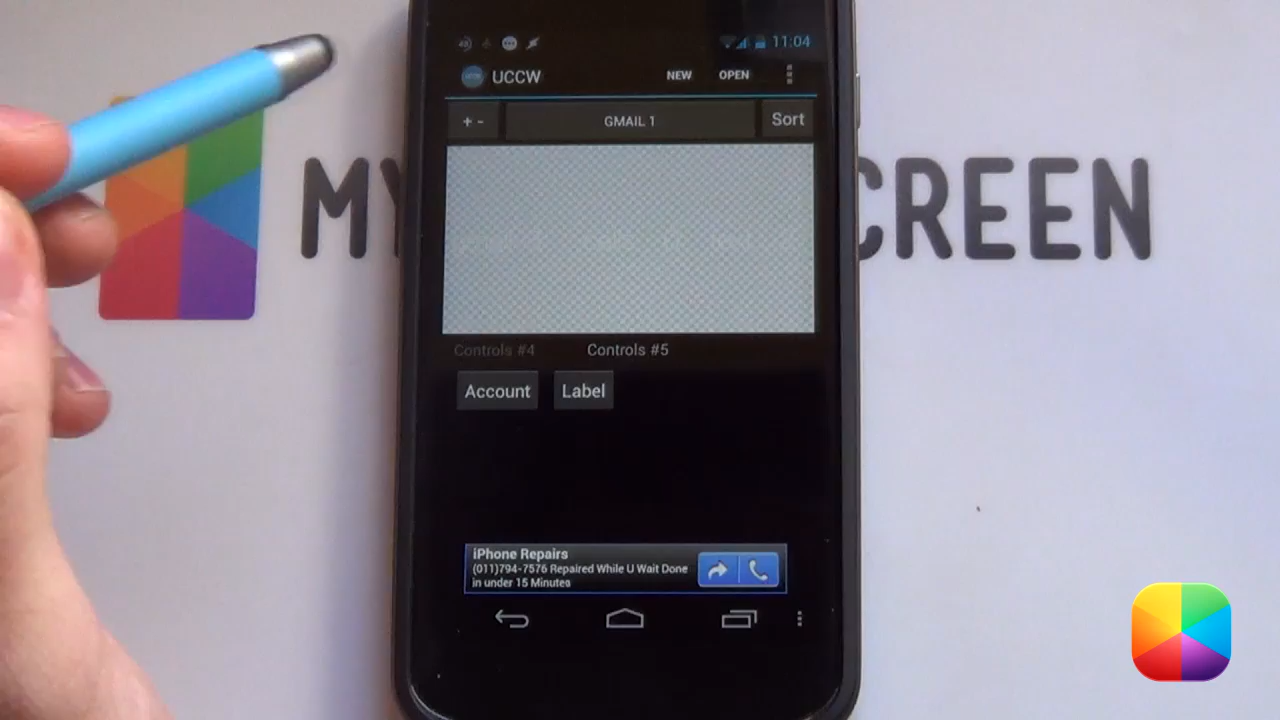 11:04
UCCW NEW OPEN
+ - GMAIL 1 Sort
MY CREEN
Controls #4 Controls #5
Account Label
iPhone Repairs
(011)794-7576 Repaired While U Wait Done
in under 15 Minutes